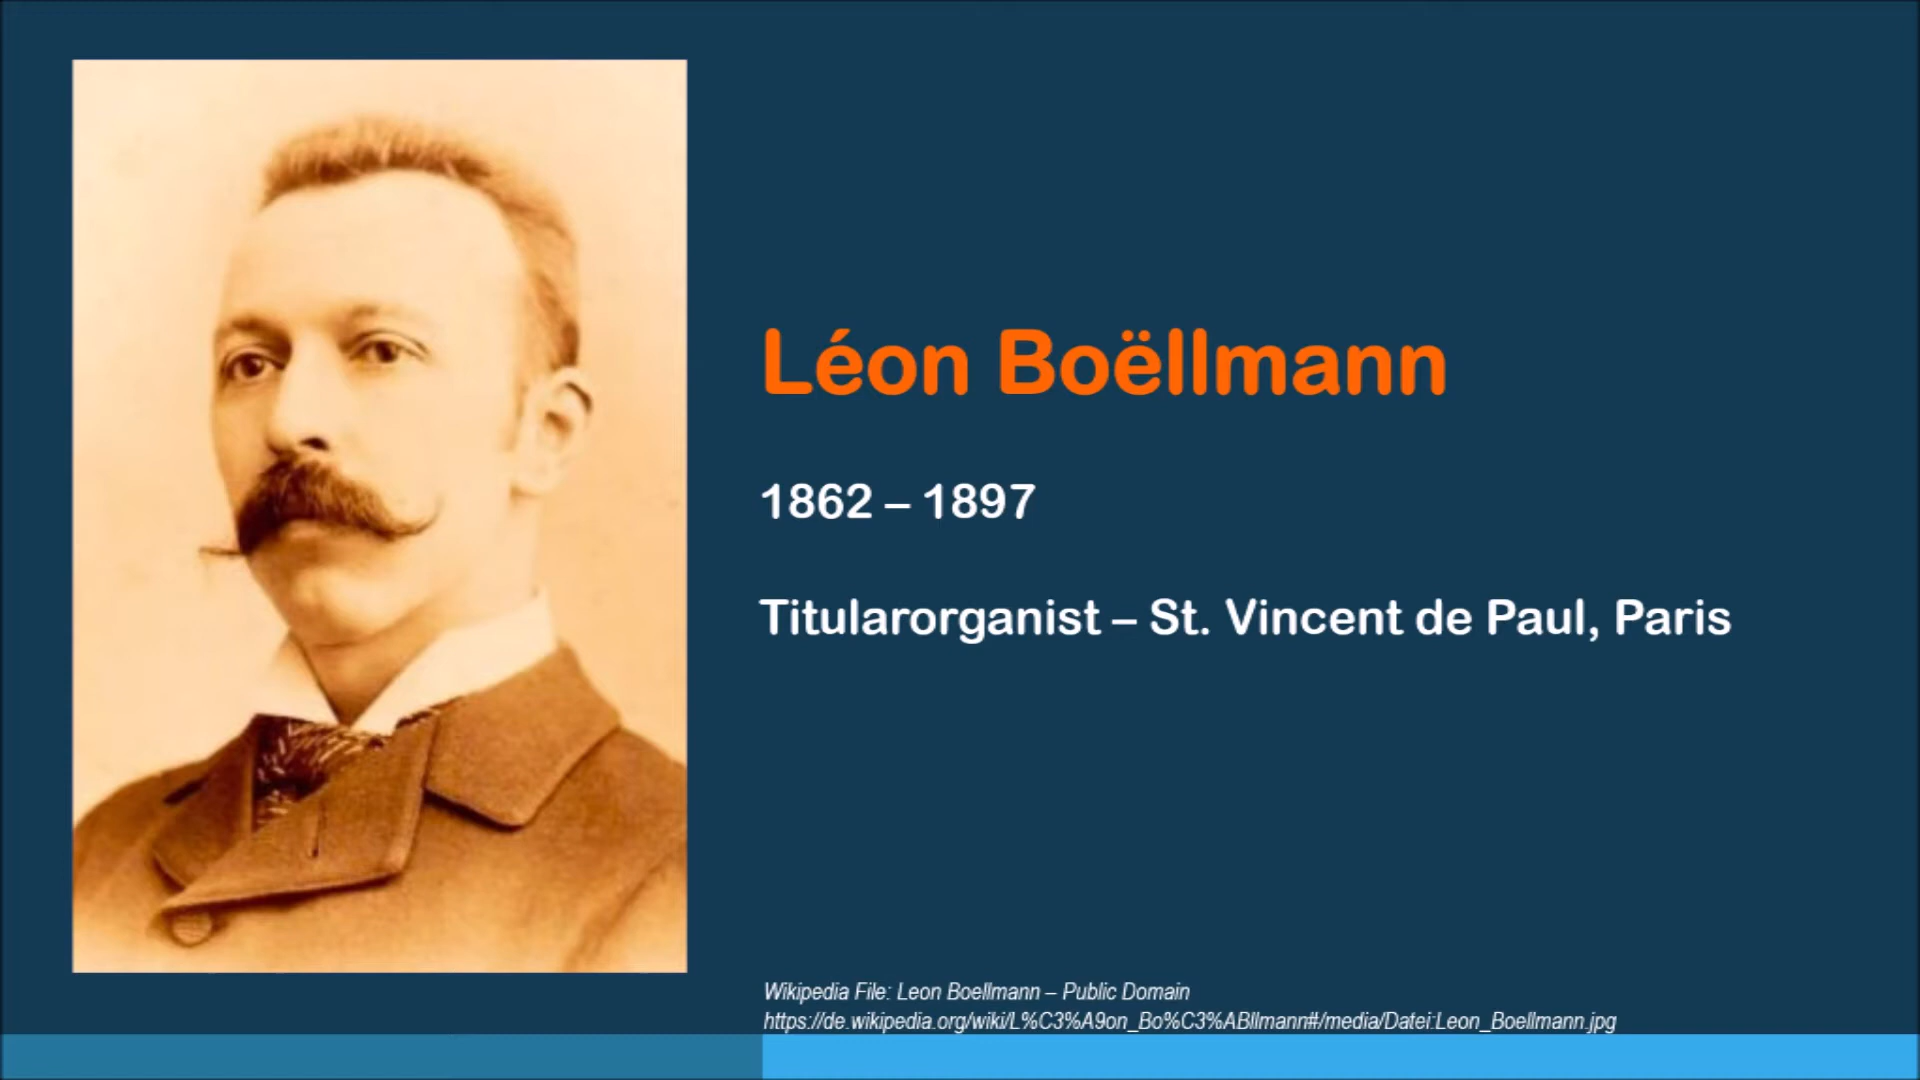 Léon Boëllmann
1862 – 1897
Titularorganist – St. Vincent de Paul, Paris
Wikipedia File: Leon Boellmann – Public Domain
https://de.wikipedia.org/wiki/L%C3%A9on_Bo%C3%ABllmann#/media/Datei:Leon_Boellmann.jpg